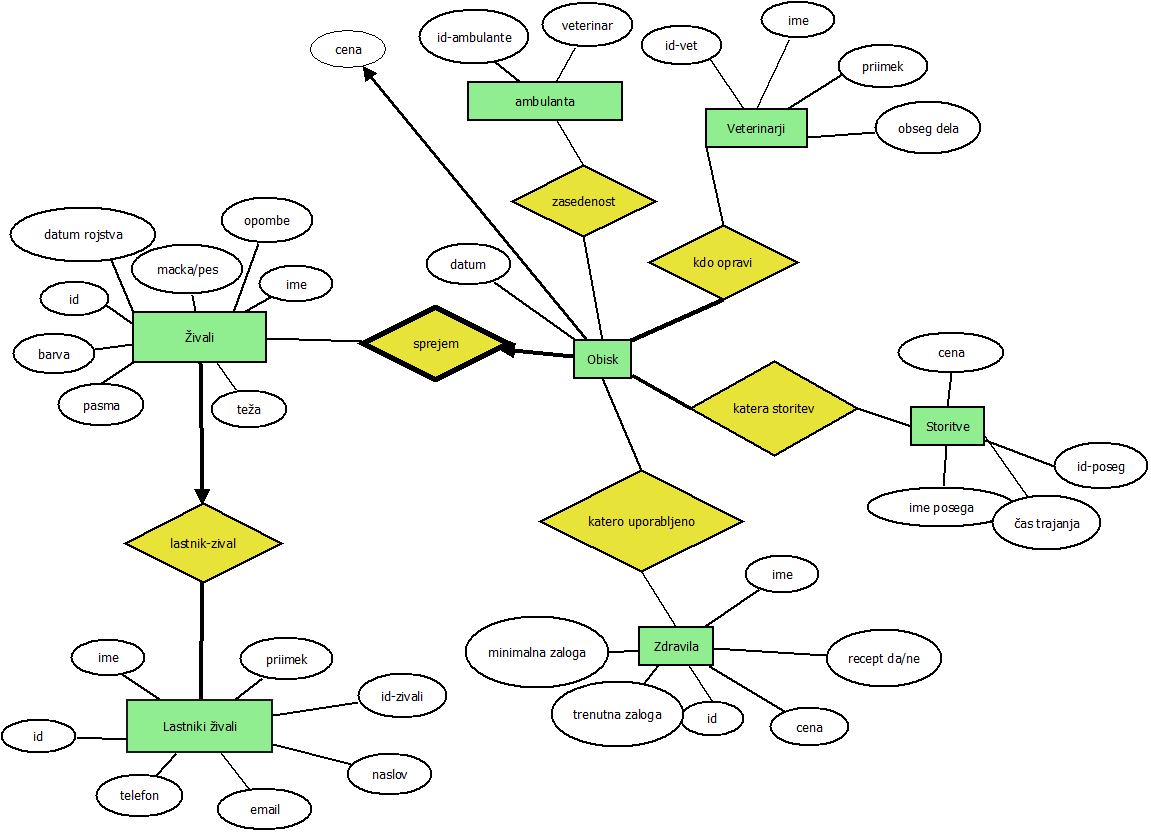 ime
id-ambulante
veterinar
cena
id-vet
priimek
ambulanta
Veterinarji
obseg dela
zasedenost
opombe
datum rojstva
kdo opravi
macka/pes
datum
ime
id
Živali
sprejem
barva
Obisk
cena
pasma
teža
katera storitev
Storitve
id-poseg
ime posega
čas trajanja
katero uporabljeno
lastnik-zival
ime
Zdravila
minimalna zaloga
recept da/ne
ime
priimek
id-zivali
trenutna zaloga
id
cena
Lastniki živali
id
naslov
telefon
email